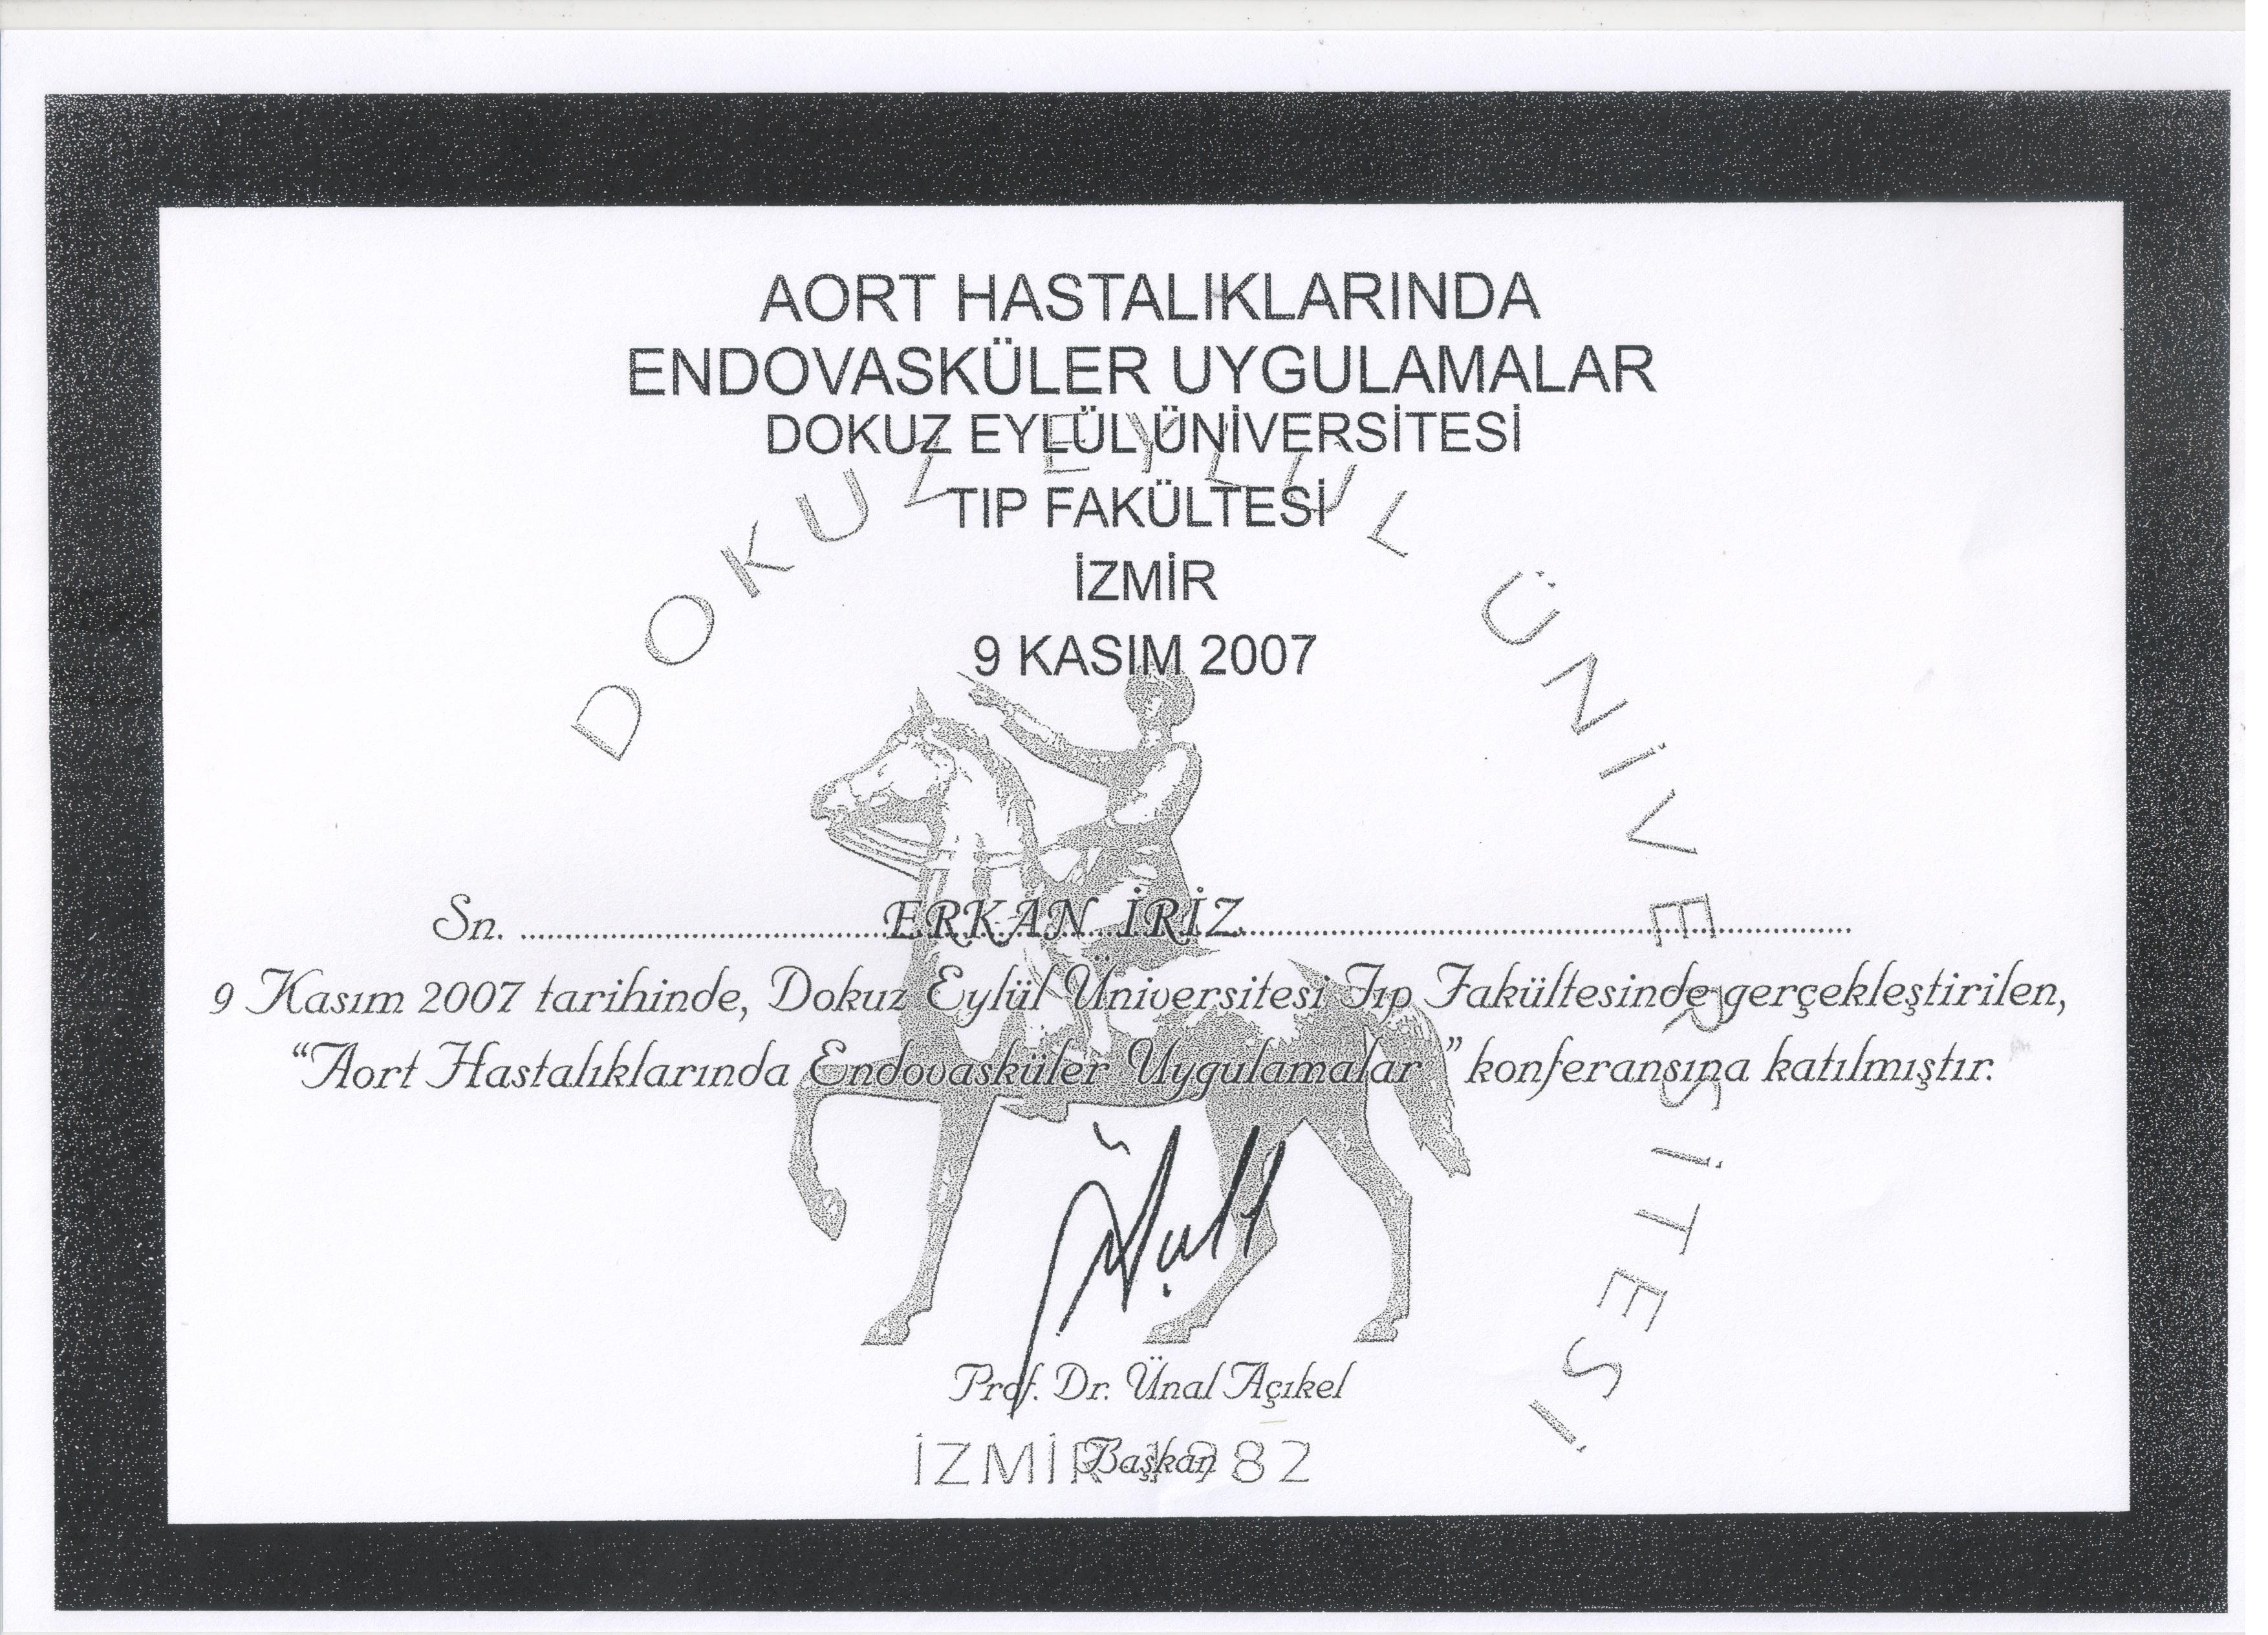 AORT HASTALIKLARINDA
ENDOVASKÜLER UYGULAMALAR
DOKUZ EYLÜL ÜNİVERSİTESİ
TIP FAKÜLTESİ
İZMİR
9 KASIM 2007
DOKUZ EYLÜL ÜNİVERSİTESİ
Sn. ERKAN İRİZ
9 Kasım 2007 tarihinde, Dokuz Eylül Üniversitesi Tıp Fakültesinde gerçekleştirilen,
“Aort Hastalıklarında Endovasküler Uygulamalar” konferansına katılmıştır.
Prof. Dr. Ünal Açıkel
Başkan
İZMİR 1982